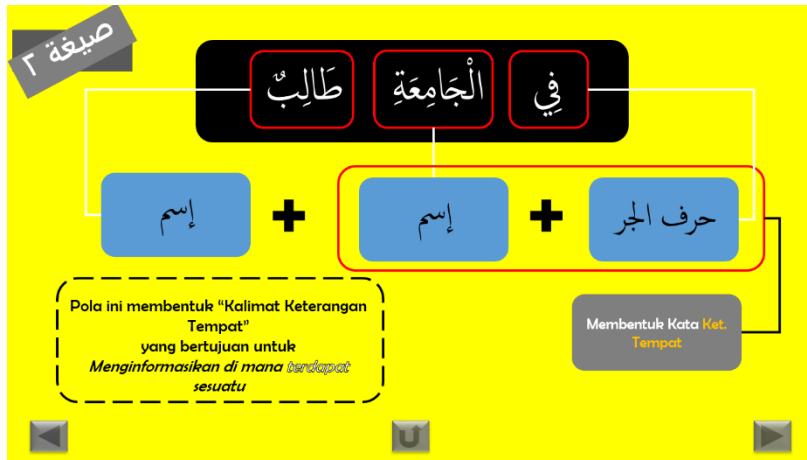 صيغة ٢
فِي الْجَامِعَةِ طَالِبٌ
حرف الجر + إسم + إسم
Pola ini membentuk “Kalimat Keterangan
Tempat”
yang bertujuan untuk
Menginformasikan di mana terdapat
sesuatu
Membentuk Kata Ket.
Tempat